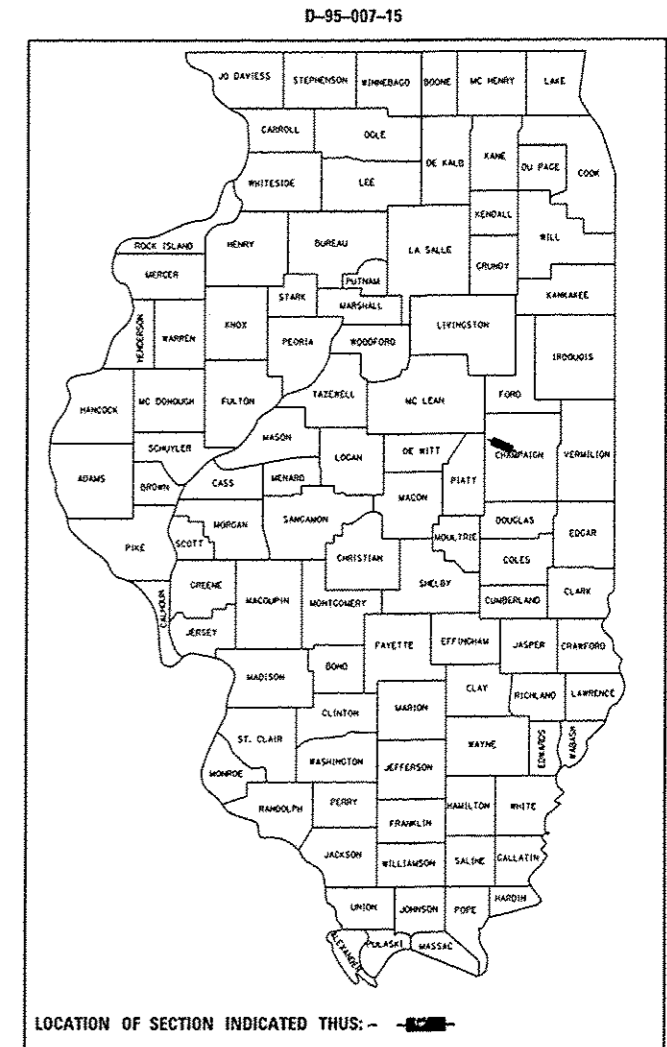 D-95-007-15
JO DAVIESS STEPHENSON WINNEBAGO BOONE MC HENRY LAKE
CARROLL OGLE DE KALB KANE DU PAGE COOK
WHITESIDE LEE KENDALL WILL
ROCK ISLAND HENRY BUREAU LA SALLE GRUNDY
MERCER PUTNAM KANKAKEE
STARK MARSHALL LIVINGSTON
HENDERSON WARREN KNOX PEORIA WOODFORD IROQUOIS
HANCOCK MC DONOUGH FULTON TAZEWELL MC LEAN FORD
SCHUYLER MASON LOGAN DE WITT CHAMPAIGN VERMILION
ADAMS BROWN CASS MENARD MACON PIATT
PIKE SCOTT MORGAN SANGAMON MOULTRIE DOUGLAS EDGAR
CHRISTIAN COLES
CALHOUN GREENE MACOUPIN MONTGOMERY SHELBY CUMBERLAND CLARK
JERSEY FAYETTE EFFINGHAM JASPER CRAWFORD
MADISON BOND CLAY RICHLAND LAWRENCE
CLINTON MARION
ST. CLAIR WASHINGTON JEFFERSON WAYNE EDWARDS WABASH
MONROE
RANDOLPH PERRY HAMILTON WHITE
FRANKLIN
JACKSON WILLIAMSON SALINE GALLATIN
UNION JOHNSON POPE HARDIN
ALEXANDER PULASKI MASSAC
LOCATION OF SECTION INDICATED THUS: -